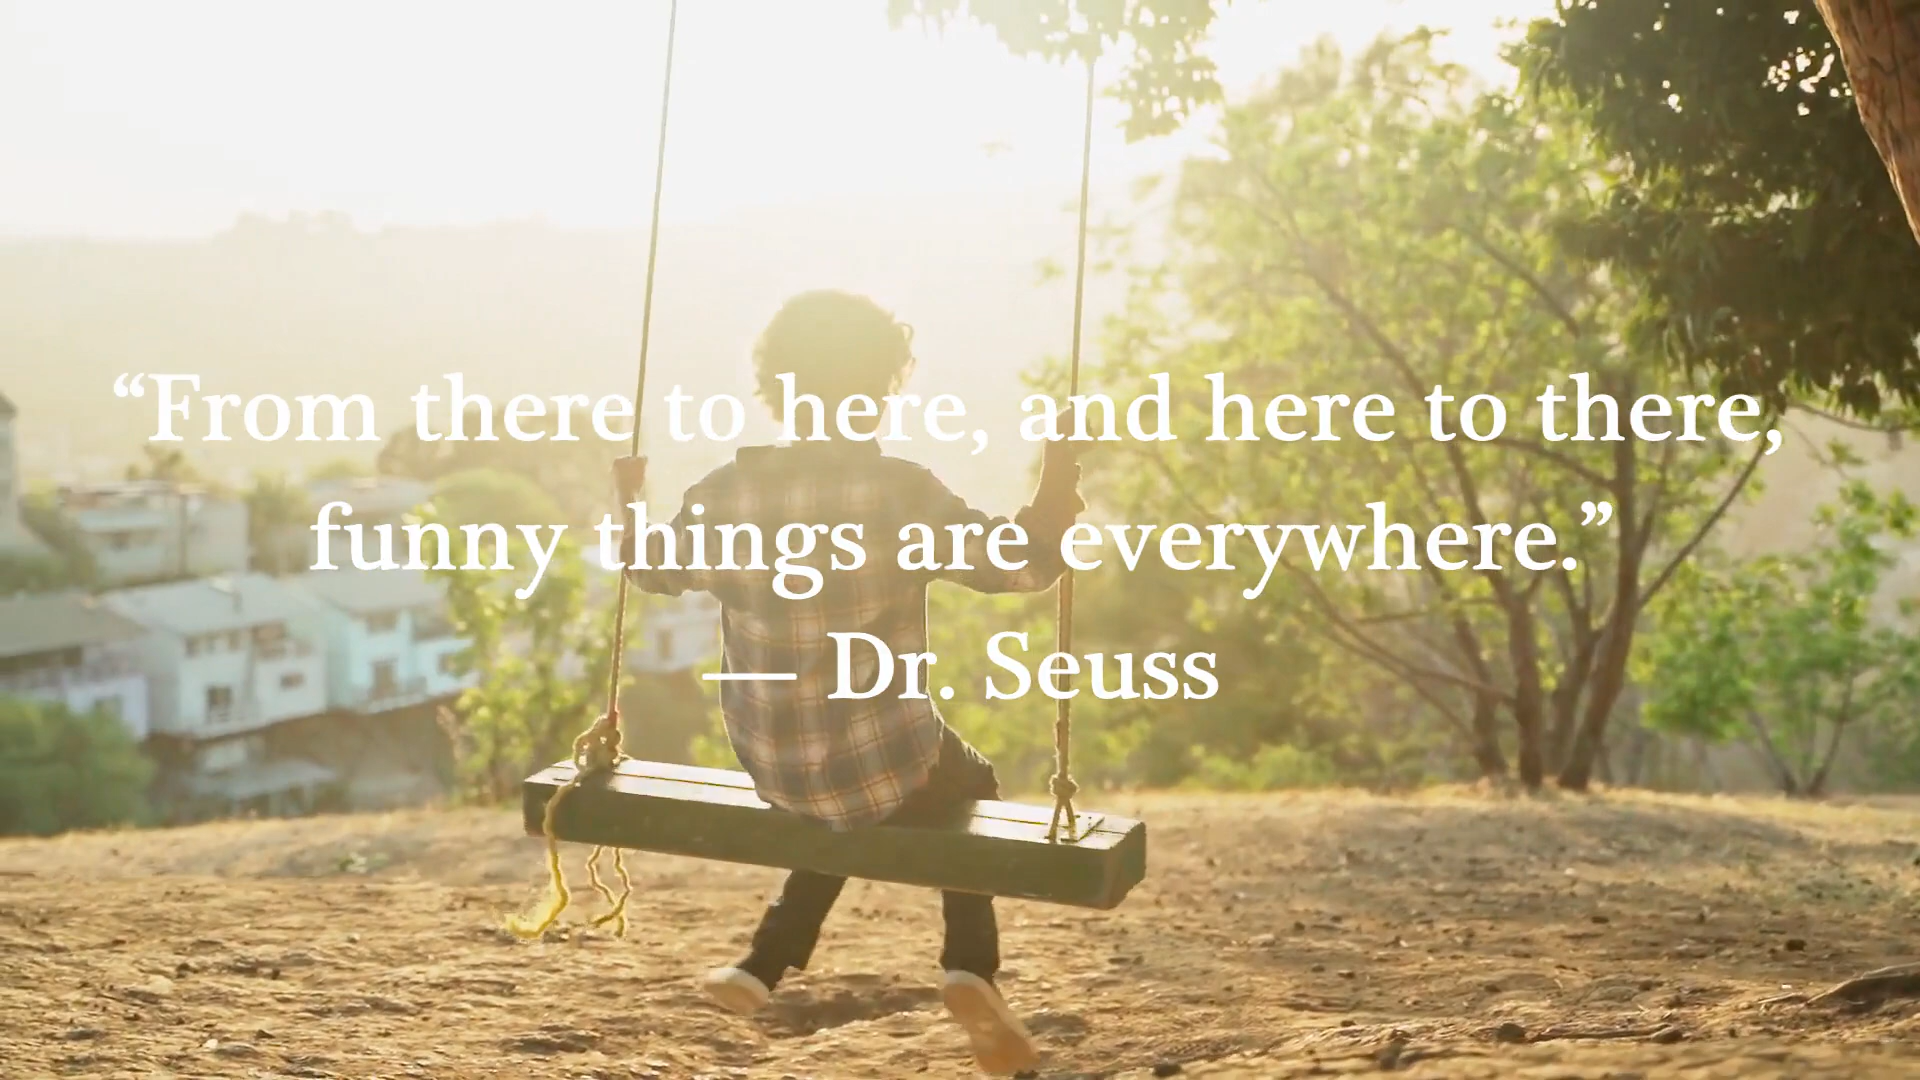 “From there to here, and here to there,
funny things are everywhere.”
— Dr. Seuss